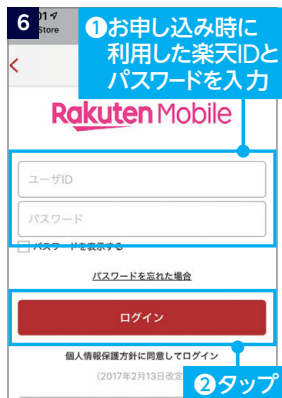 6
01
Store
❶お申し込み時に
利用した楽天IDと
パスワードを入力
<
Rakuten Mobile
ユーザID
パスワード
パスワードを表示する
パスワードを忘れた場合
ログイン
個人情報保護方針に同意してログイン
(2017年2月13日改定
❷タップ